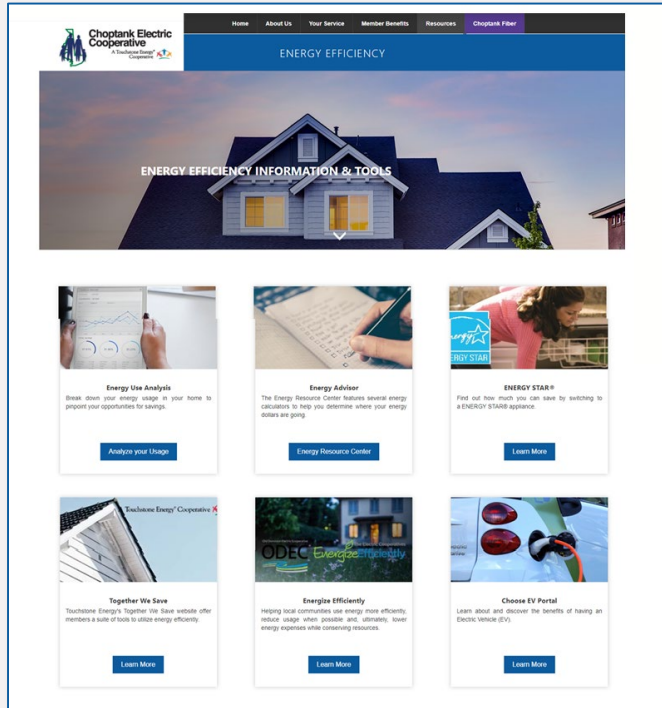 Home About Us Your Service Member Benefits Resources Choptank Fiber
Choptank Electric
Cooperative
A Touchstone Energy®
Cooperative
ENERGY EFFICIENCY
ENERGY EFFICIENCY INFORMATION & TOOLS
Energy Use Analysis
Break down your energy usage in your home to
pinpoint your opportunities for savings.
Analyze your Usage
Energy Advisor
The Energy Resource Center features several energy
calculators to help you determine where your energy
dollars are going.
Energy Resource Center
ENERGY STAR
ENERGY STAR®
Find out how much you can save by switching to
a ENERGY STAR® appliance.
Learn More
Touchstone Energy® Cooperative
Together We Save
Touchstone Energy's Together We Save website offer
members a suite of tools to utilize energy efficiently.
Learn More
ODEC Energize Efficiently
Energize Efficiently
Helping local communities use energy more efficiently,
reduce usage when possible and, ultimately, lower
energy expenses while conserving resources.
Learn More
Choose EV Portal
Learn about and discover the benefits of having an
Electric Vehicle (EV).
Learn More